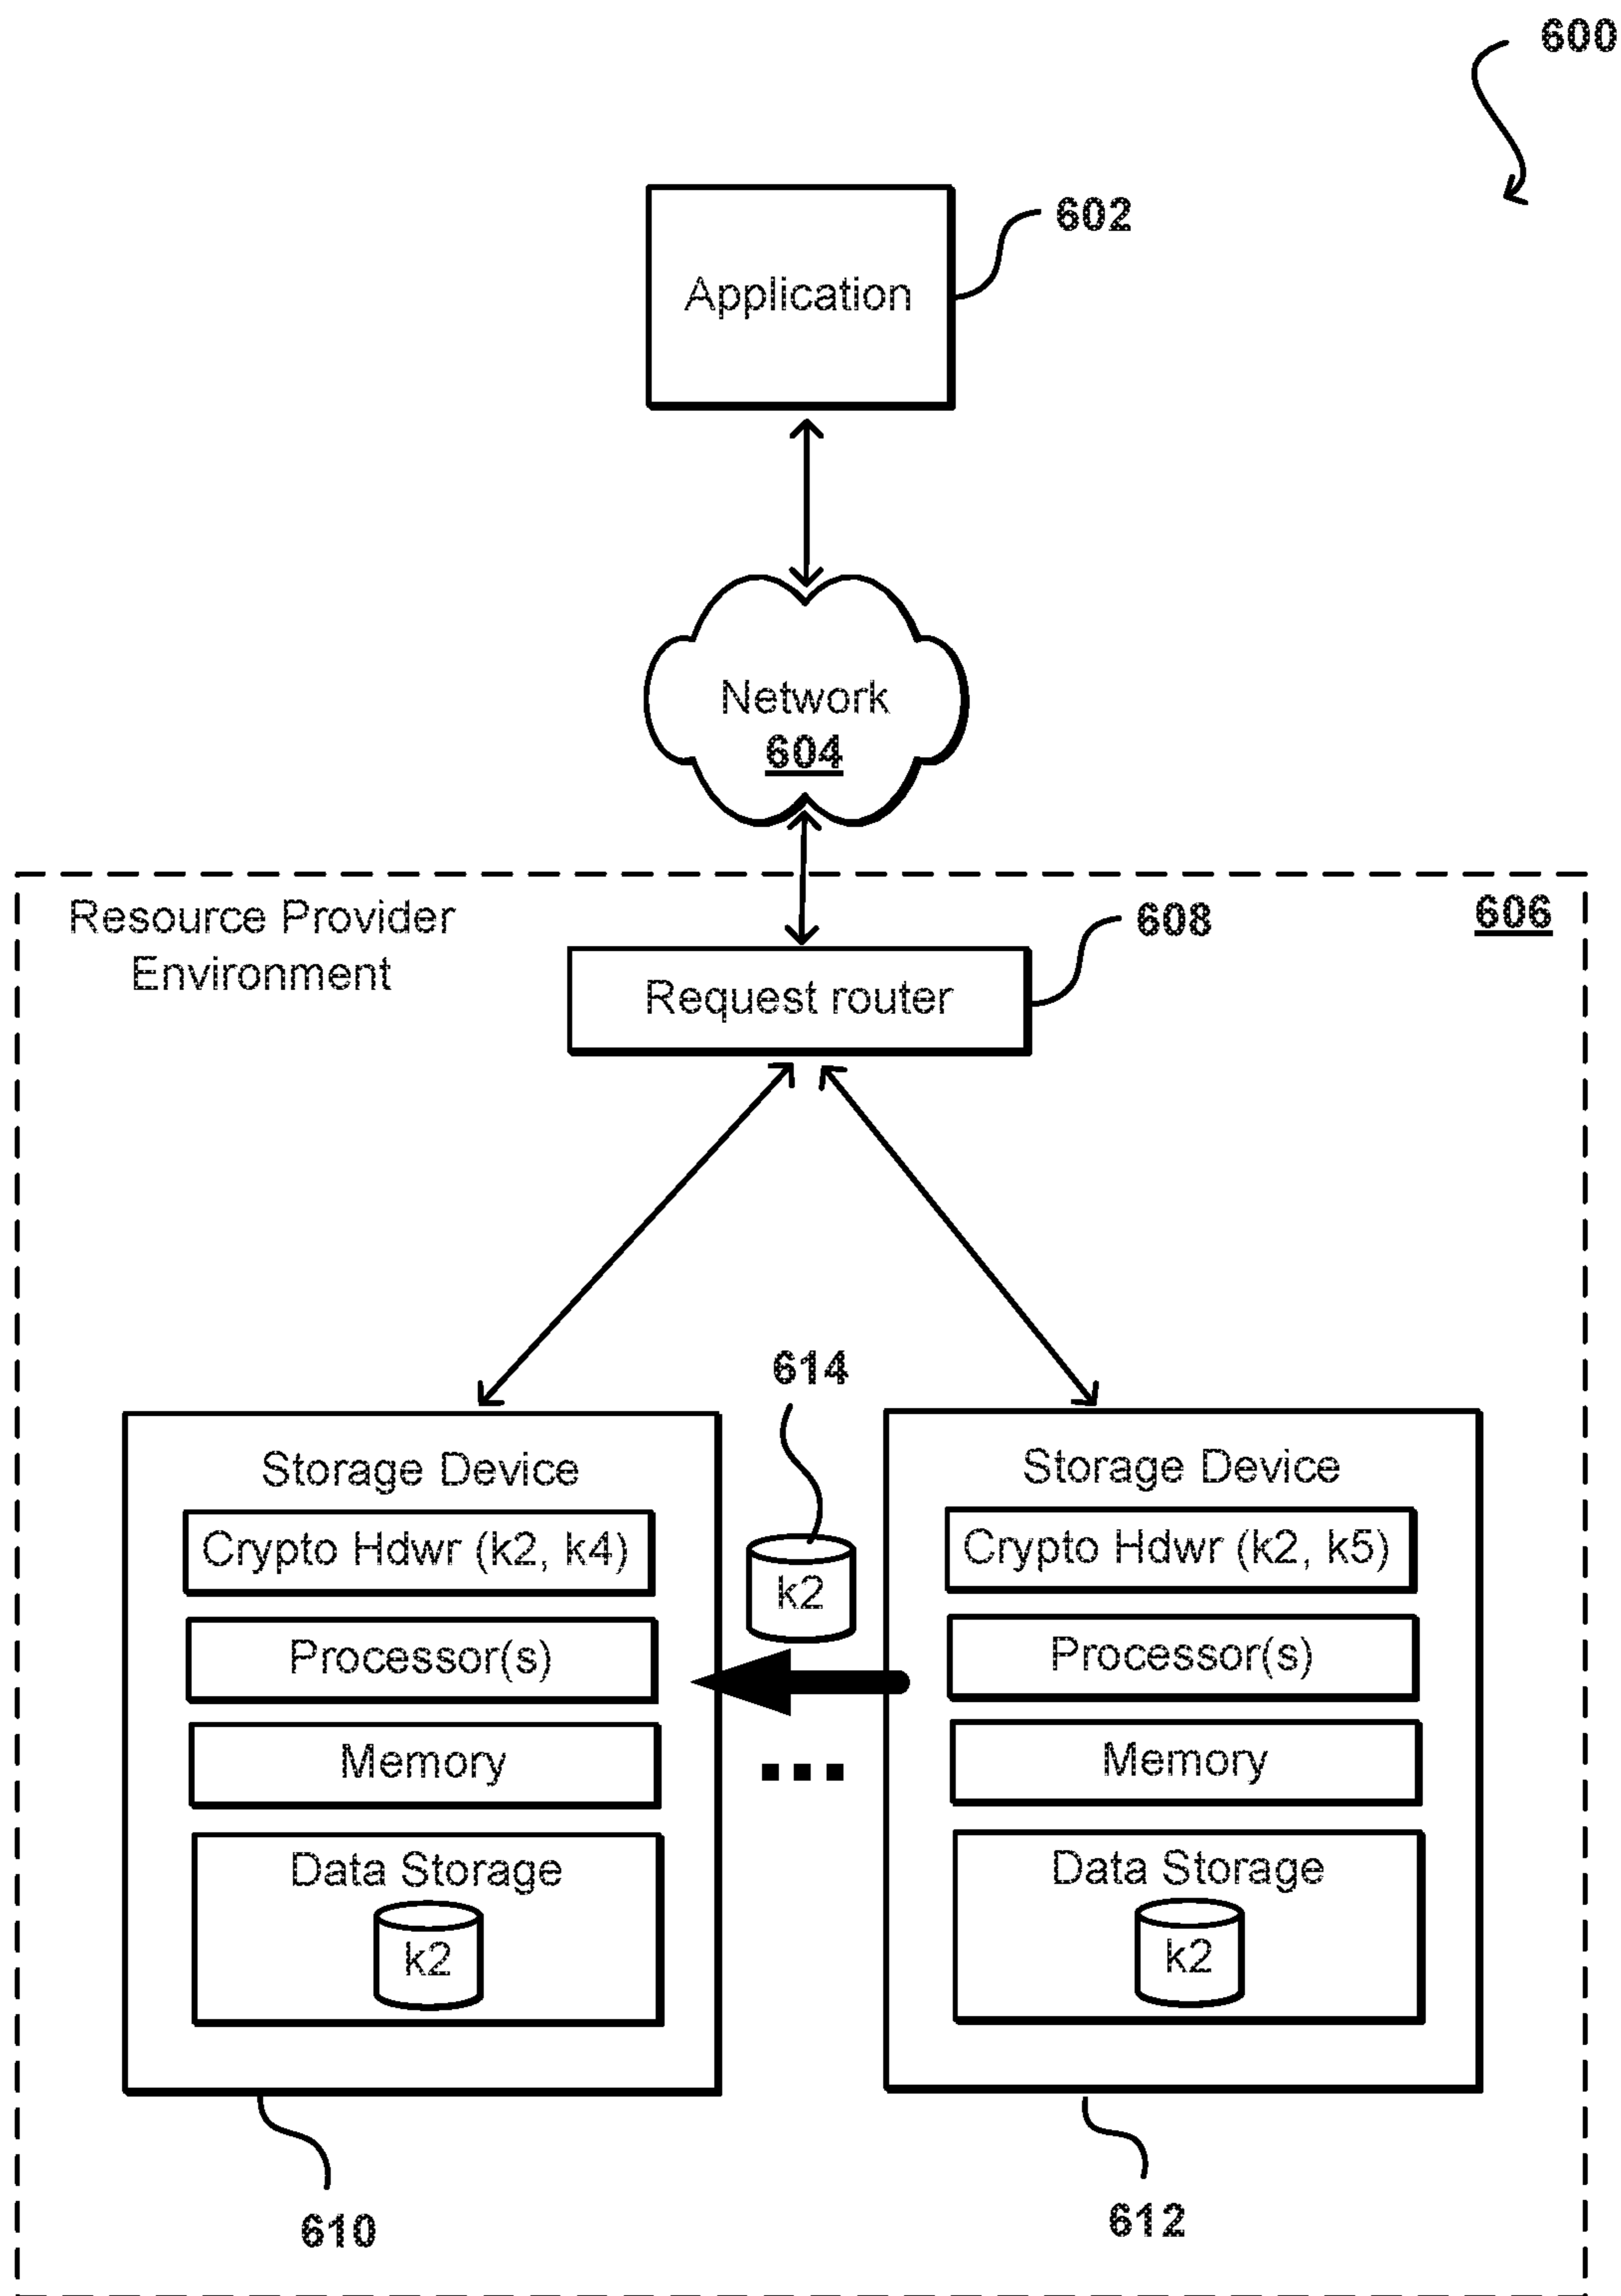 600
602
Application
Network
604
Resource Provider
Environment
606
608
Request router
614
Storage Device
Crypto Hdwr (k2, k4)
Processor(s)
Memory
Data Storage
k2
k2
Storage Device
Crypto Hdwr (k2, k5)
Processor(s)
Memory
Data Storage
k2
610
612